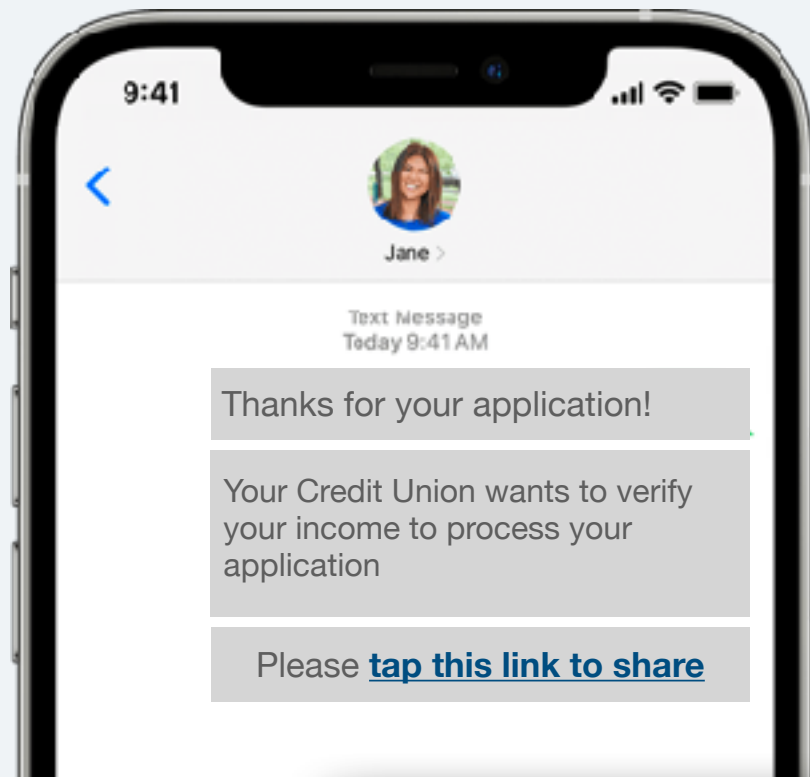 9:41
Jane >
Text Message
Today 9:41 AM
Thanks for your application!
Your Credit Union wants to verify
your income to process your
application
Please tap this link to share